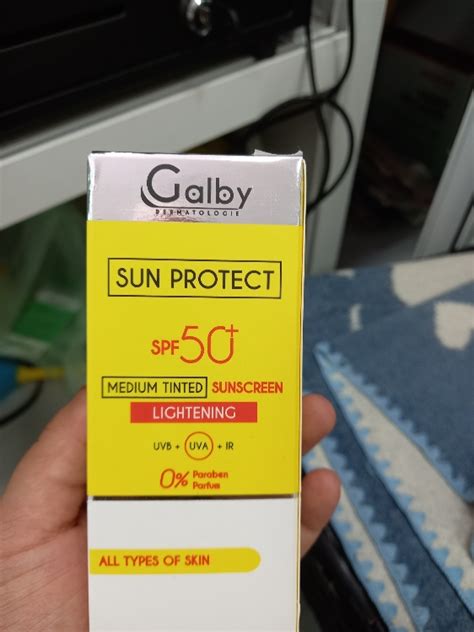 Galby
DERMATOLOGIE
SUN PROTECT
SPF50+
MEDIUM TINTED SUNSCREEN
LIGHTENING
UVB + UVA + IR
0% Paraben
Parfum
ALL TYPES OF SKIN